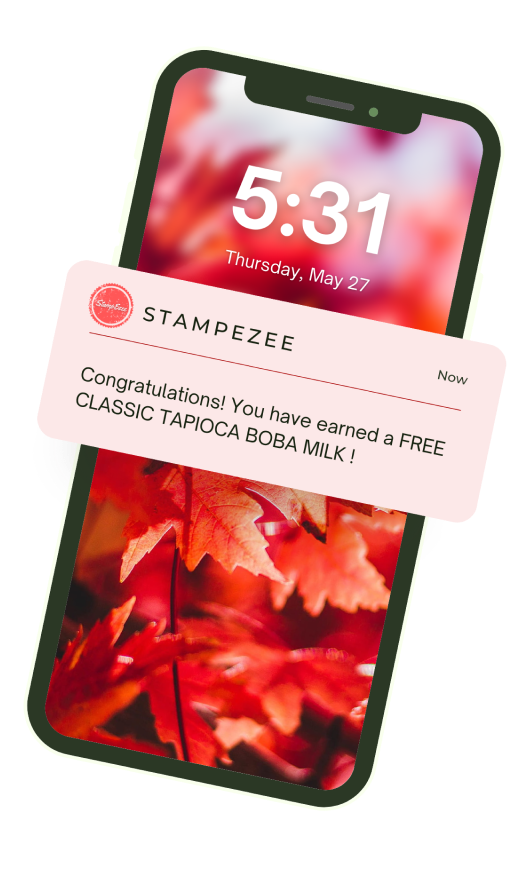 5:31
Thursday, May 27
StampEzee
STAMPEZEE
Now
Congratulations! You have earned a FREE
CLASSIC TAPIOCA BOBA MILK !